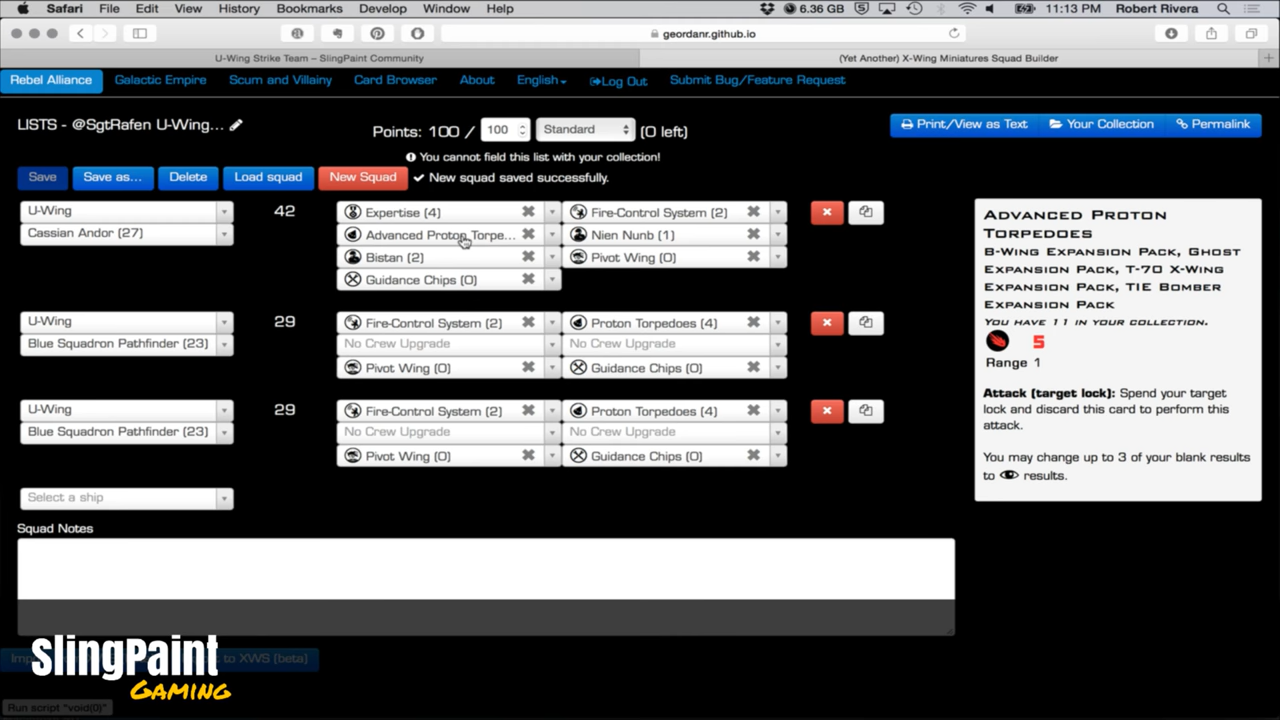 Safari File Edit View History Bookmarks Develop Window Help 6.36 GB 11:13 PM Robert Rivera
geordanr.github.io
U-Wing Strike Team – SlingPaint Community (Yet Another) X-Wing Miniatures Squad Builder
Rebel Alliance Galactic Empire Scum and Villainy Card Browser About English Log Out Submit Bug/Feature Request
LISTS - @SgtRafen U-Wing... Points: 100 / 100 Standard (0 left) Print/View as Text Your Collection Permalink
You cannot field this list with your collection!
Save Save as... Delete Load squad New Squad New squad saved successfully.
U-Wing 42 Expertise (4) Fire-Control System (2)
Cassian Andor (27) Advanced Proton Torpe... Nien Nunb (1)
Bistan (2) Pivot Wing (0)
Guidance Chips (0)
U-Wing 29 Fire-Control System (2) Proton Torpedoes (4)
Blue Squadron Pathfinder (23) No Crew Upgrade No Crew Upgrade
Pivot Wing (0) Guidance Chips (0)
U-Wing 29 Fire-Control System (2) Proton Torpedoes (4)
Blue Squadron Pathfinder (23) No Crew Upgrade No Crew Upgrade
Pivot Wing (0) Guidance Chips (0)
Select a ship
Squad Notes
Advanced Proton
Torpedoes
B-Wing Expansion Pack, Ghost
Expansion Pack, T-70 X-Wing
Expansion Pack, TIE Bomber
Expansion Pack
You have 11 in your collection.
5
Range 1
Attack (target lock): Spend your target
lock and discard this card to perform this
attack.
You may change up to 3 of your blank results
to results.
to XWS (beta)
SlingPaint
Gaming
Run script "void(0)"